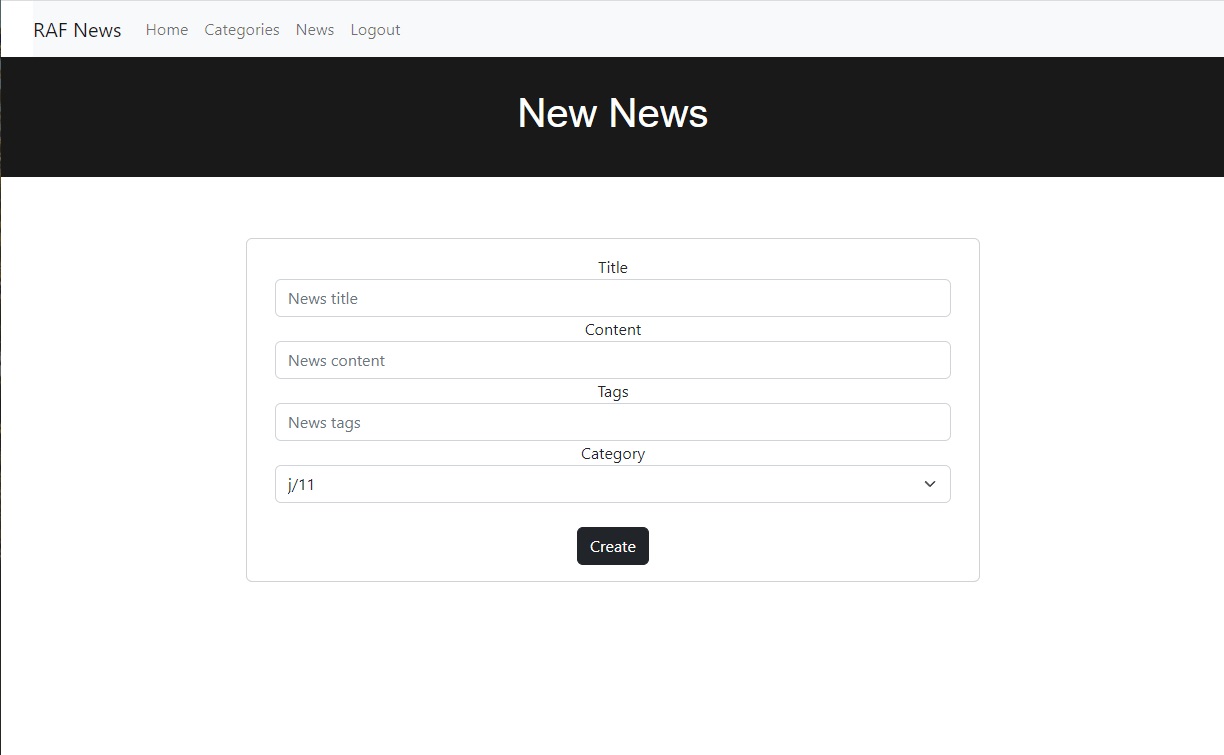 RAF News Home Categories News Logout
New News
Title
News title
Content
News content
Tags
News tags
Category
j/11
Create